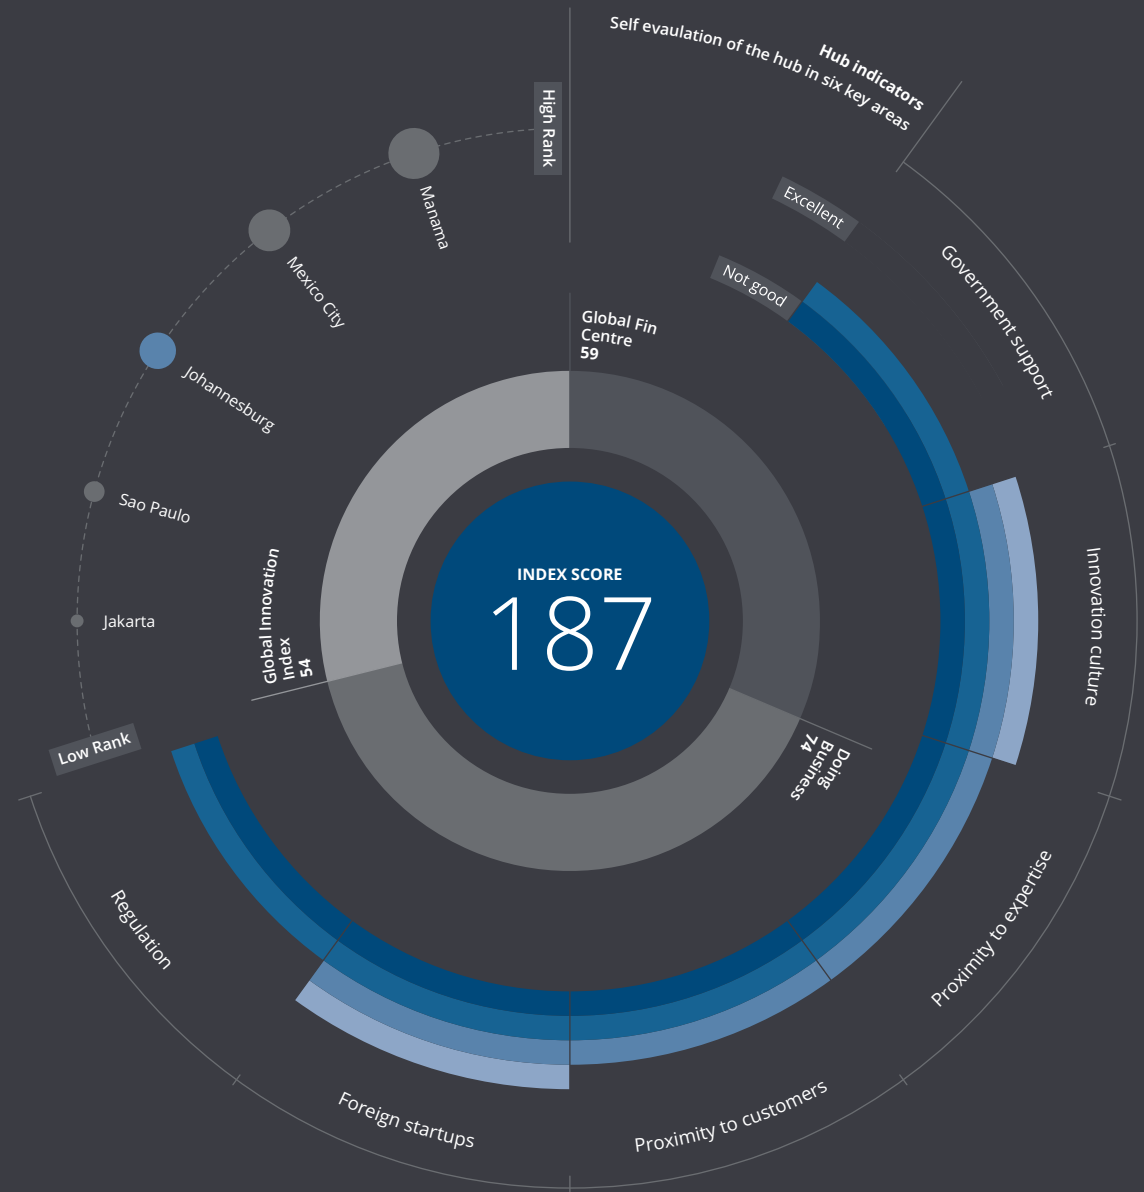 Hub indicators
Self evaulation of the hub in six key areas
High Rank
Manama
Mexico City
Johannesburg
Sao Paulo
Jakarta
Low Rank
Excellent
Not good
Government support
Innovation culture
Proximity to expertise
Proximity to customers
Foreign startups
Regulation
Global Fin
Centre
59
Doing
Business
74
Global Innovation
Index
54
INDEX SCORE
187